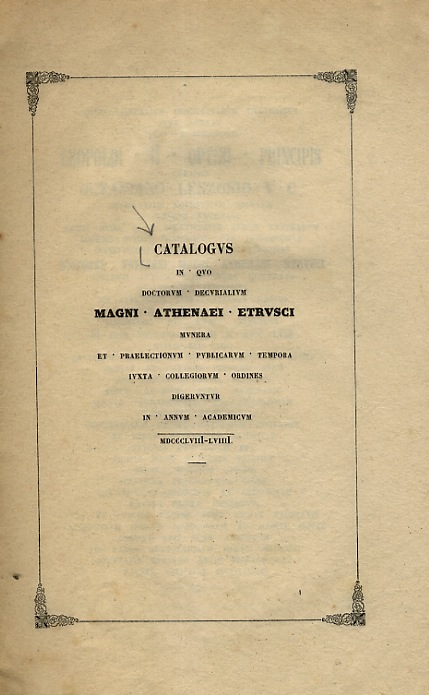 CATALOGVS
IN · QVO
DOCTORVM · DECVRIALIVM
MAGNI · ATHENAEI · ETRVSCI
MVNERA
ET · PRAELECTIONVM · PVBLICARVM · TEMPORA
IVXTA · COLLEGIORVM · ORDINES
DIGERVNTVR
IN · ANNVM · ACADEMICVM
MDCCCLVIII-LVIIII.